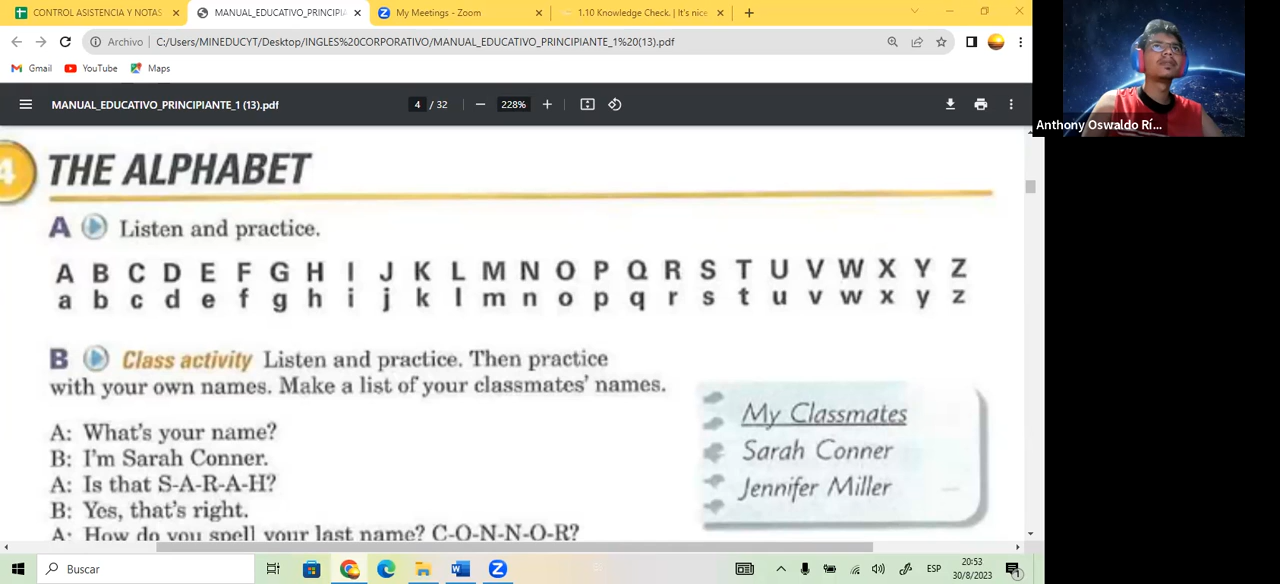 CONTROL ASISTENCIA Y NOTAS
MANUAL_EDUCATIVO_PRINCIPIA
My Meetings - Zoom
1.10 Knowledge Check. | It's nice
Archivo
C:/Users/MINEDUCYT/Desktop/INGLES%20CORPORATIVO/MANUAL_EDUCATIVO_PRINCIPIANTE_1%20(13).pdf
Gmail
YouTube
Maps
MANUAL_EDUCATIVO_PRINCIPIANTE_1 (13).pdf
4 / 32
228%
Anthony Oswaldo Rí...
4 THE ALPHABET
A Listen and practice.
A B C D E F G H I J K L M N O P Q R S T U V W X Y Z
a b c d e f g h i j k l m n o p q r s t u v w x y z
B Class activity Listen and practice. Then practice
with your own names. Make a list of your classmates' names.
A: What's your name?
B: I'm Sarah Conner.
A: Is that S-A-R-A-H?
B: Yes, that's right.
A: How do you spell your last name? C-O-N-N-O-R?
My Classmates
Sarah Conner
Jennifer Miller
Buscar
ESP
20:53
30/8/2023
1